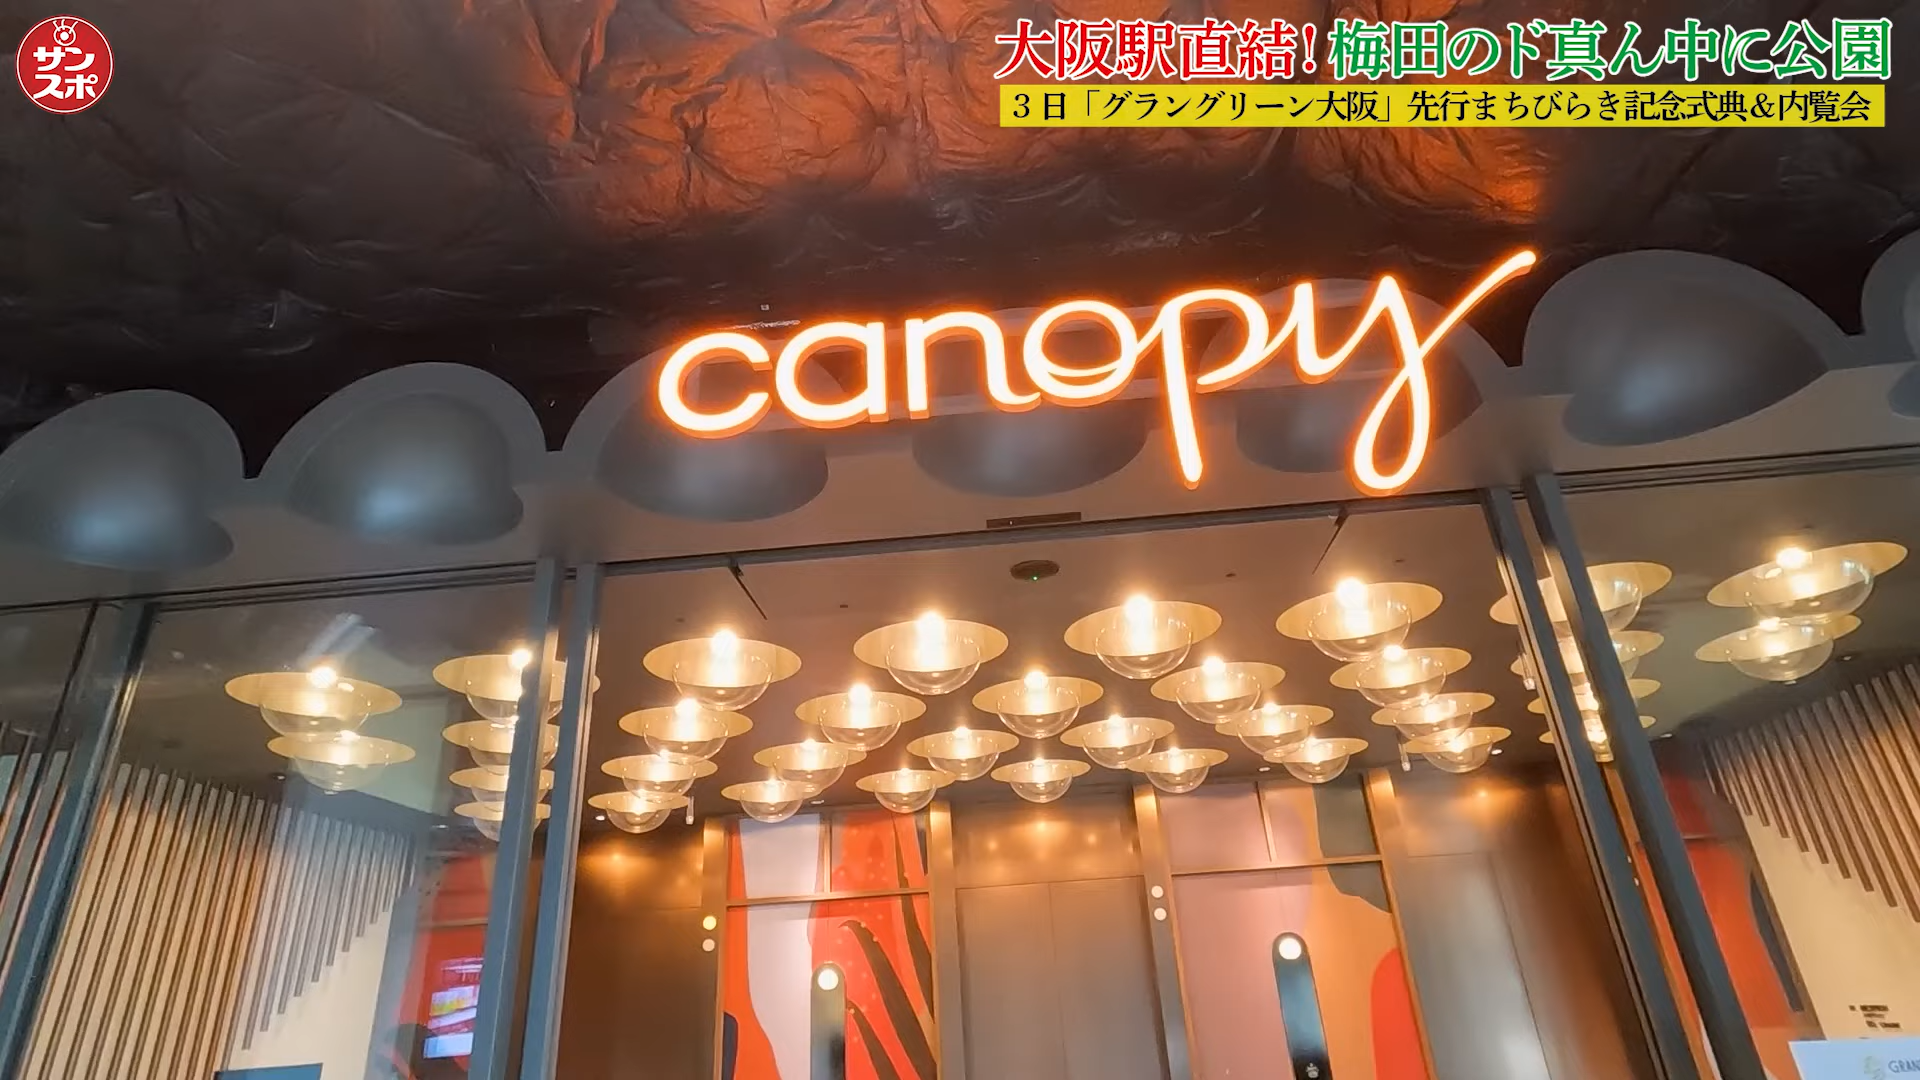 サンスポ
大阪駅直結！梅田のド真ん中に公園
３日「グラングリーン大阪」先行まちびらき記念式典＆内覧会
canopy